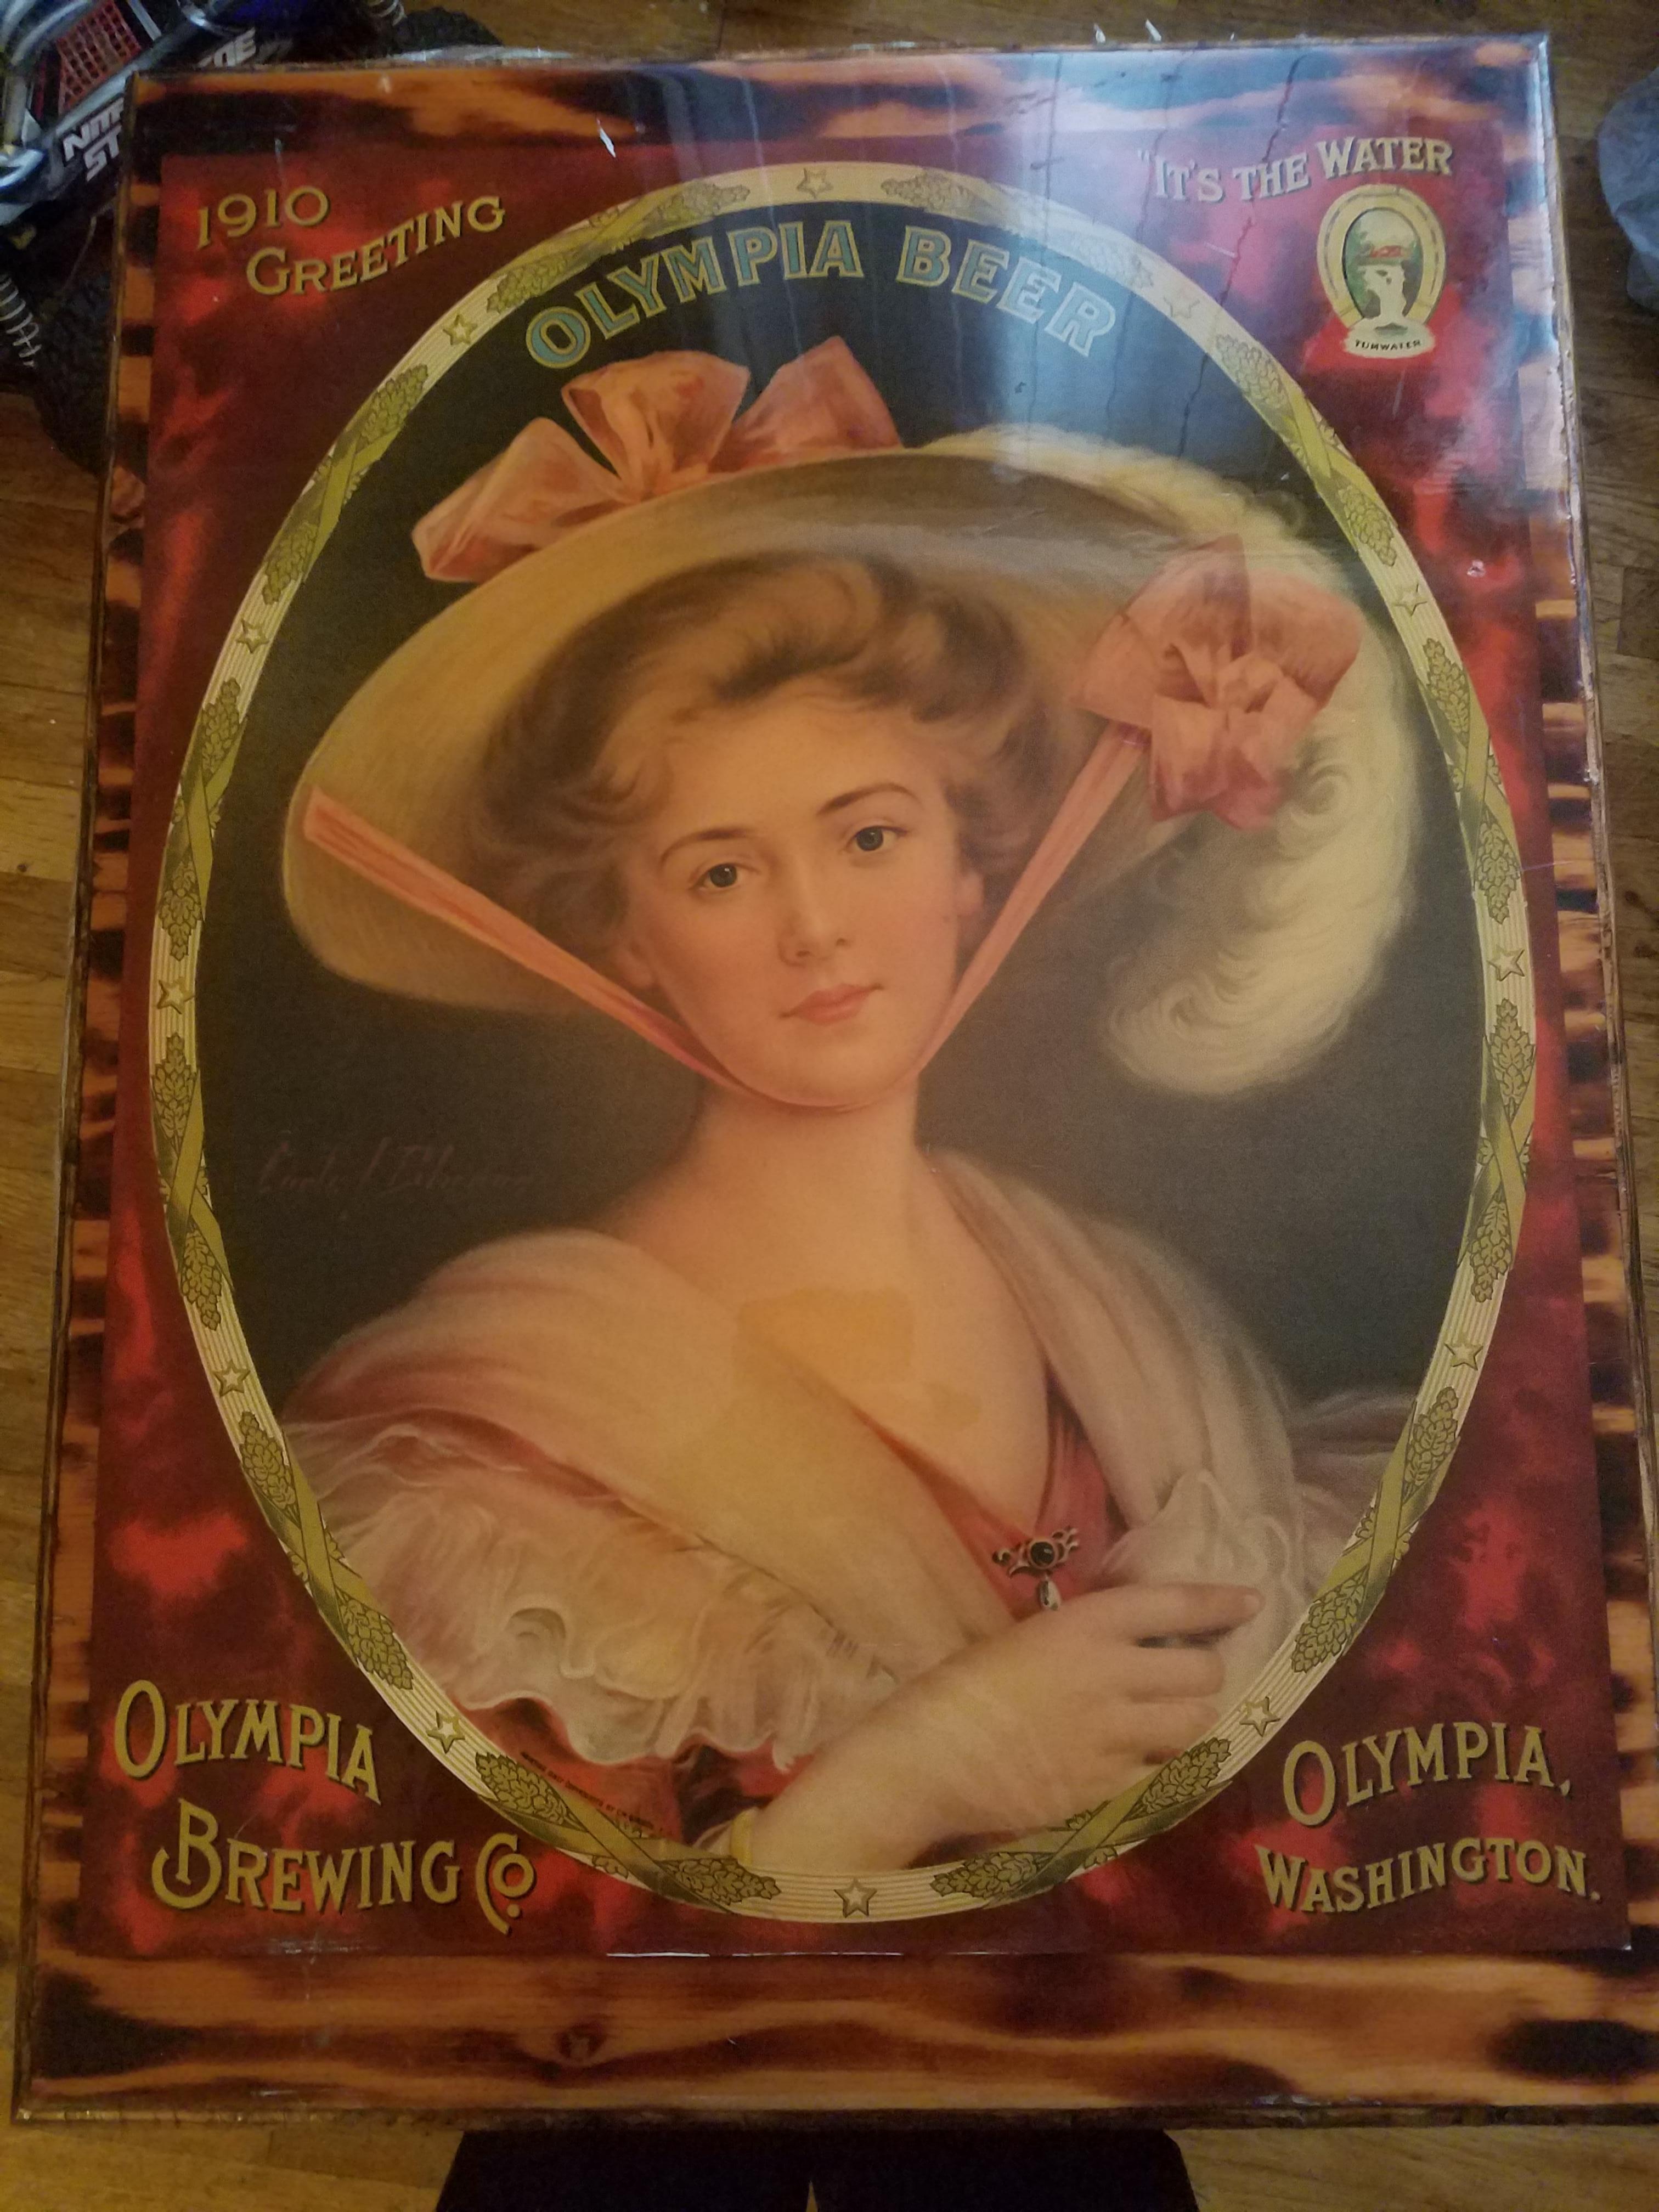 1910
GREETING
"IT'S THE WATER
TUMWATER
OLYMPIA BEER
OLYMPIA
BREWING CO.
OLYMPIA,
WASHINGTON.